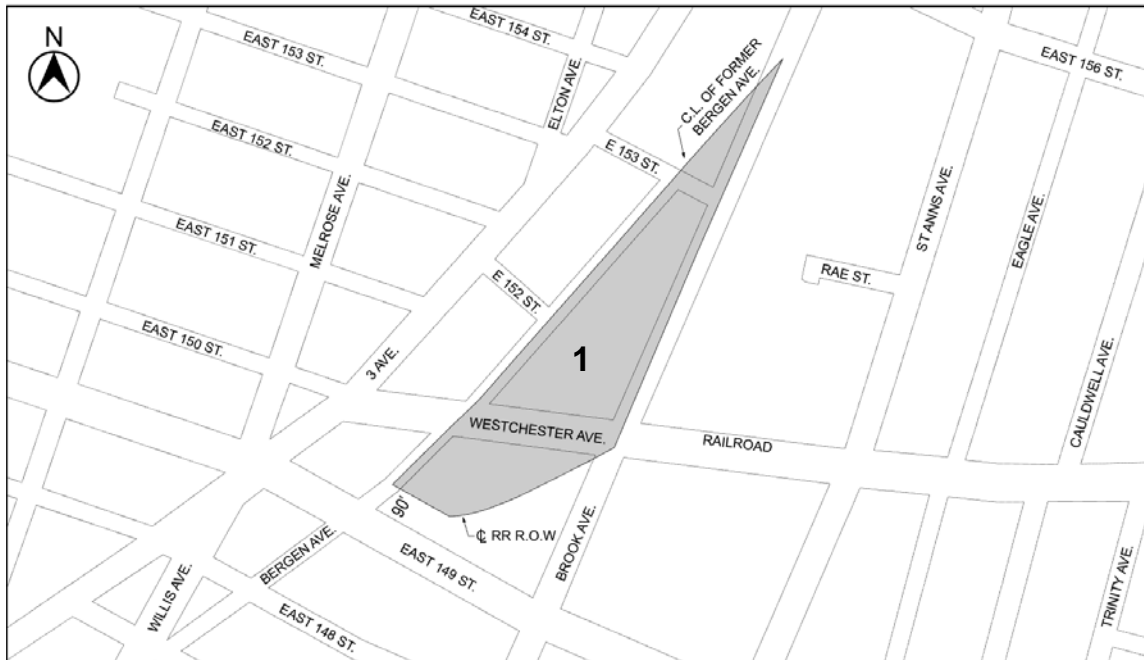 N
EAST 153 ST.
EAST 154 ST.
ELTON AVE.
C.L. OF FORMER
BERGEN AVE.
EAST 156 ST.
EAST 152 ST.
E 153 ST.
MELROSE AVE.
ST ANNS AVE.
EAGLE AVE.
EAST 151 ST.
RAE ST.
E 152 ST.
EAST 150 ST.
3 AVE.
1
WESTCHESTER AVE.
RAILROAD
CAULDWELL AVE.
90'
℄ RR R.O.W
BERGEN AVE.
EAST 149 ST.
BROOK AVE.
WILLIS AVE.
EAST 148 ST.
TRINITY AVE.